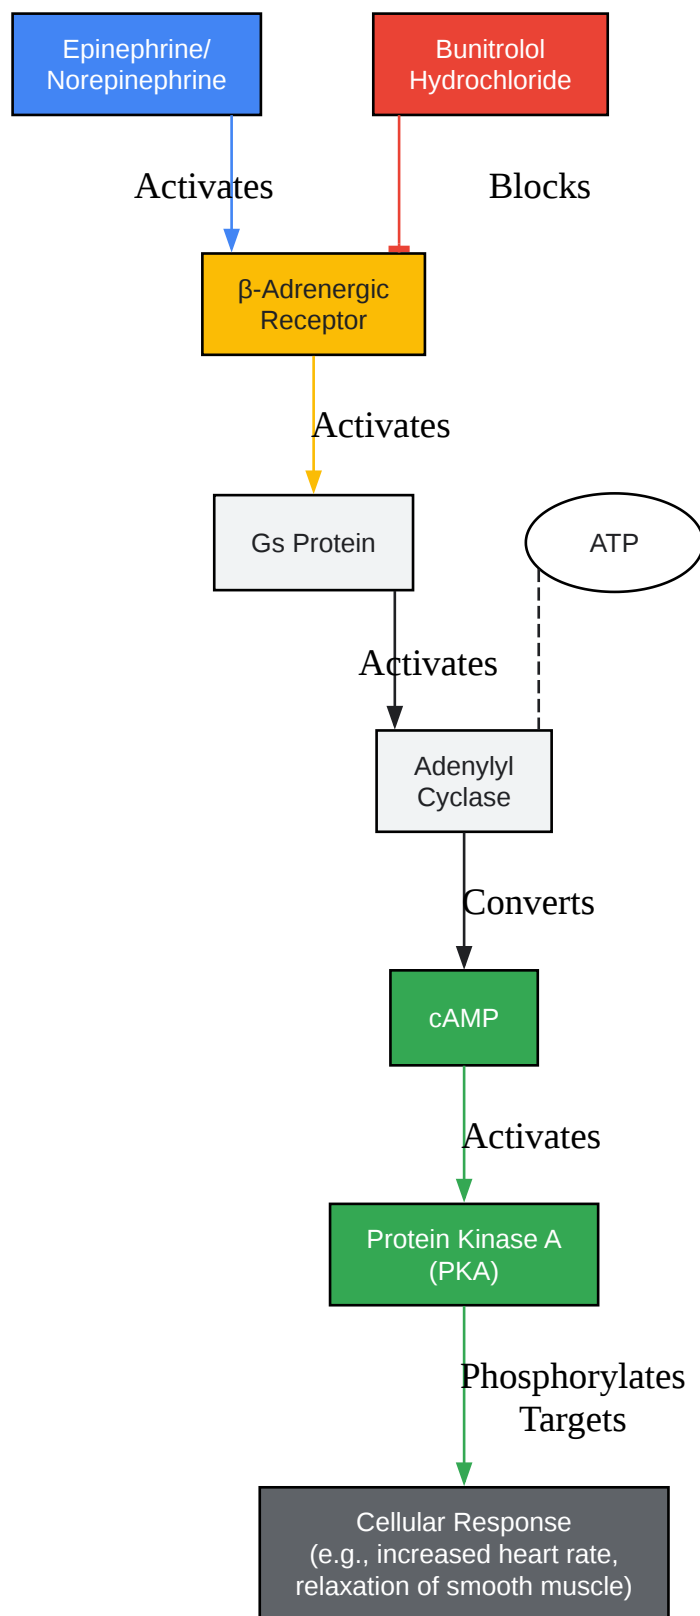 Epinephrine/
Norepinephrine
Bunitrolol
Hydrochloride
Activates
Blocks
β-Adrenergic
Receptor
Activates
Gs Protein
ATP
Activates
Adenylyl
Cyclase
Converts
cAMP
Activates
Protein Kinase A
(PKA)
Phosphorylates
Targets
Cellular Response
(e.g., increased heart rate,
relaxation of smooth muscle)